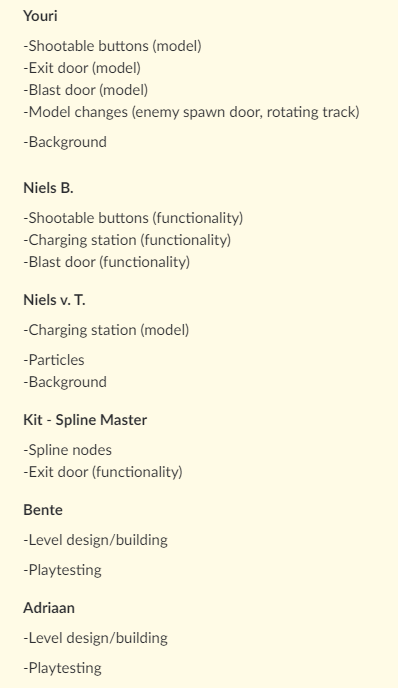 Youri
-Shootable buttons (model)
-Exit door (model)
-Blast door (model)
-Model changes (enemy spawn door, rotating track)
-Background
Niels B.
-Shootable buttons (functionality)
-Charging station (functionality)
-Blast door (functionality)
Niels v. T.
-Charging station (model)
-Particles
-Background
Kit - Spline Master
-Spline nodes
-Exit door (functionality)
Bente
-Level design/building
-Playtesting
Adriaan
-Level design/building
-Playtesting